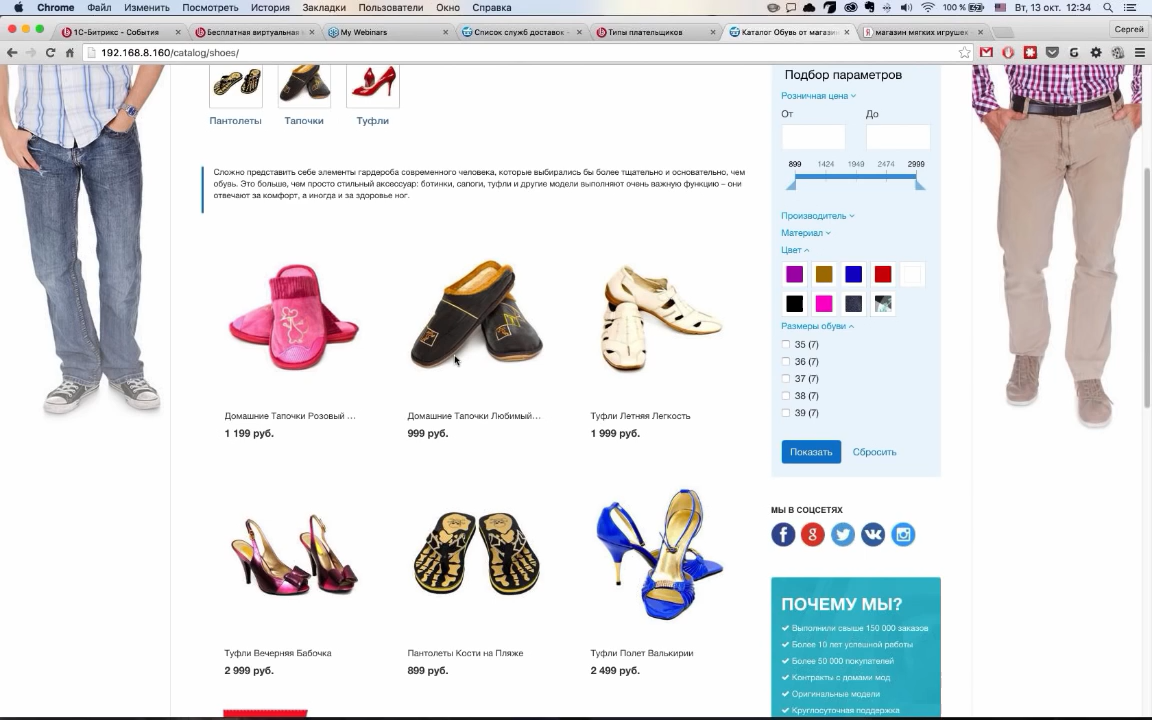 Chrome Файл Изменить Посмотреть История Закладки Пользователи Окно Справка
100 % Вт, 13 окт. 12:34
1С-Битрикс - События
Бесплатная виртуальная
My Webinars
Список служб доставок -
Типы плательщиков
Каталог Обувь от магазин
магазин мягких игрушек
Сергей
192.168.8.160/catalog/shoes/
Пантолеты Тапочки Туфли
Сложно представить себе элементы гардероба современного человека, которые выбирались бы более тщательно и основательно, чем
обувь. Это больше, чем просто стильный аксессуар: ботинки, сапоги, туфли и другие модели выполняют очень важную функцию – они
отвечают за комфорт, а иногда и за здоровье ног.
Домашние Тапочки Розовый ...
1 199 руб.
Домашние Тапочки Любимый...
999 руб.
Туфли Летняя Легкость
1 999 руб.
Туфли Вечерняя Бабочка
2 999 руб.
Пантолеты Кости на Пляже
899 руб.
Туфли Полет Валькирии
2 499 руб.
Подбор параметров
Розничная цена
От До
899 1424 1949 2474 2999
Производитель
Материал
Цвет
Размеры обуви
35 (7)
36 (7)
37 (7)
38 (7)
39 (7)
Показать Сбросить
МЫ В СОЦСЕТЯХ
ПОЧЕМУ МЫ?
Выполнили свыше 150 000 заказов
Более 10 лет успешной работы
Более 50 000 покупателей
Контракты с домами мод
Оригинальные модели
Круглосуточная поддержка